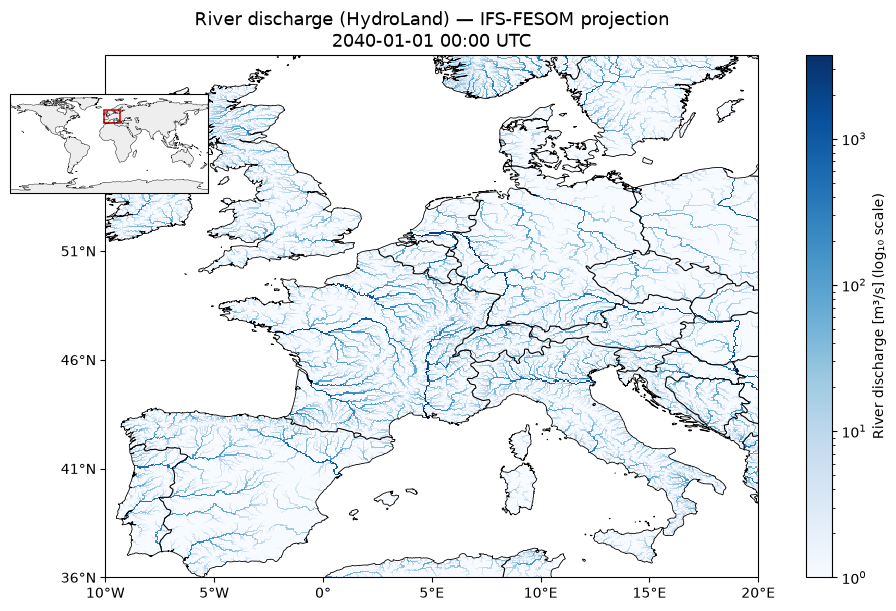 River discharge (HydroLand) — IFS-FESOM projection
2040-01-01 00:00 UTC
51°N
46°N
41°N
36°N
10°W
5°W
0°
5°E
10°E
15°E
20°E
10³
10²
10¹
10⁰
River discharge [m³/s] (log₁₀ scale)